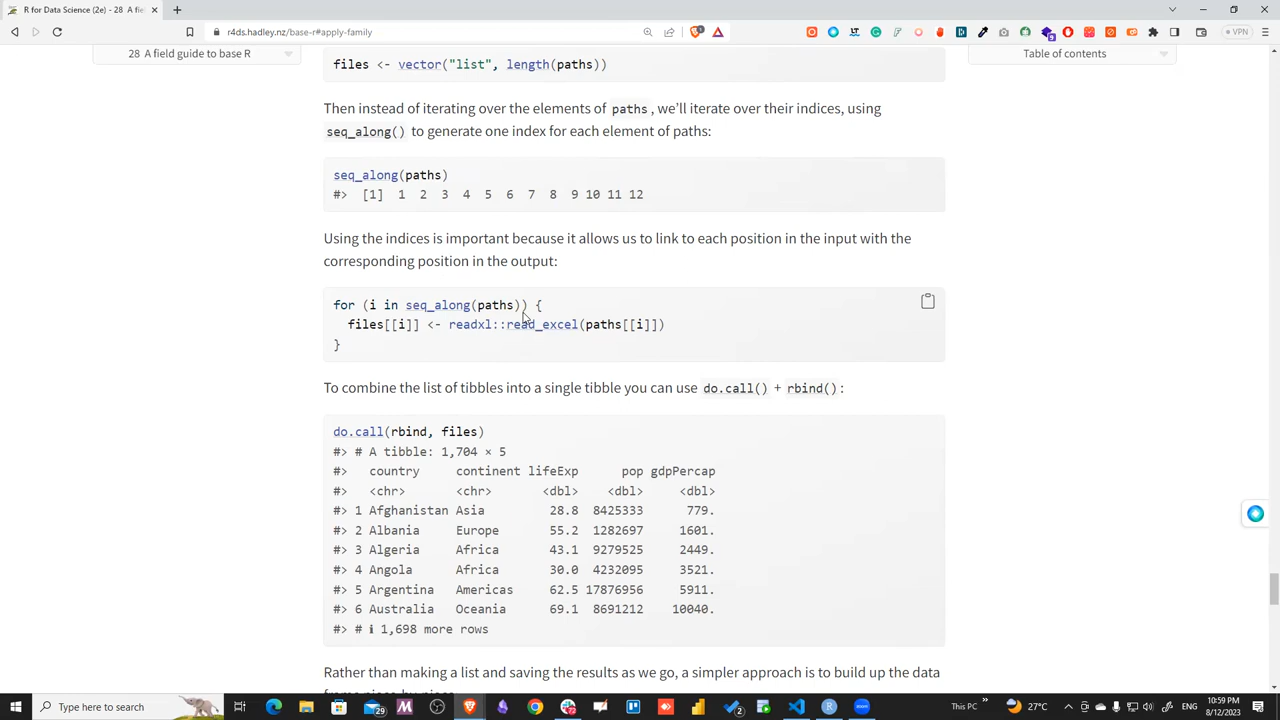 R for Data Science (2e) - 28 A fiel
r4ds.hadley.nz/base-r#apply-family
VPN
28 A field guide to base R
Table of contents
files <- vector("list", length(paths))
Then instead of iterating over the elements of paths, we'll iterate over their indices, using
seq_along() to generate one index for each element of paths:
seq_along(paths)
#> [1] 1 2 3 4 5 6 7 8 9 10 11 12
Using the indices is important because it allows us to link to each position in the input with the
corresponding position in the output:
for (i in seq_along(paths)) {
files[[i]] <- readxl::read_excel(paths[[i]])
}
To combine the list of tibbles into a single tibble you can use do.call() + rbind():
do.call(rbind, files)
#> # A tibble: 1,704 × 5
#> country continent lifeExp pop gdpPercap
#> <chr> <chr> <dbl> <dbl> <dbl>
#> 1 Afghanistan Asia 28.8 8425333 779.
#> 2 Albania Europe 55.2 1282697 1601.
#> 3 Algeria Africa 43.1 9279525 2449.
#> 4 Angola Africa 30.0 4232095 3521.
#> 5 Argentina Americas 62.5 17876956 5911.
#> 6 Australia Oceania 69.1 8691212 10040.
#> # ℹ 1,698 more rows
Rather than making a list and saving the results as we go, a simpler approach is to build up the data
frame piece-by-piece
Type here to search
29
2
This PC
27°C
10:59 PM
8/12/2023